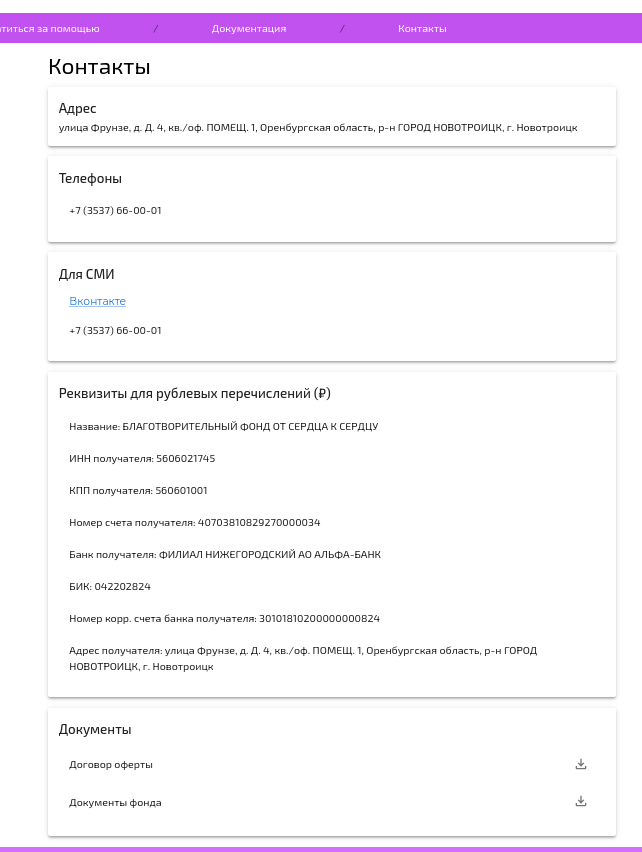 титься за помощью / Документация / Контакты
Контакты
Адрес
улица Фрунзе, д. Д. 4, кв./оф. ПОМЕЩ. 1, Оренбургская область, р-н ГОРОД НОВОТРОИЦК, г. Новотроицк
Телефоны
+7 (3537) 66-00-01
Для СМИ
Вконтакте
+7 (3537) 66-00-01
Реквизиты для рублевых перечислений (₽)
Название: БЛАГОТВОРИТЕЛЬНЫЙ ФОНД ОТ СЕРДЦА К СЕРДЦУ
ИНН получателя: 5606021745
КПП получателя: 560601001
Номер счета получателя: 40703810829270000034
Банк получателя: ФИЛИАЛ НИЖЕГОРОДСКИЙ АО АЛЬФА-БАНК
БИК: 042202824
Номер корр. счета банка получателя: 30101810200000000824
Адрес получателя: улица Фрунзе, д. Д. 4, кв./оф. ПОМЕЩ. 1, Оренбургская область, р-н ГОРОД
НОВОТРОИЦК, г. Новотроицк
Документы
Договор оферты
Документы фонда